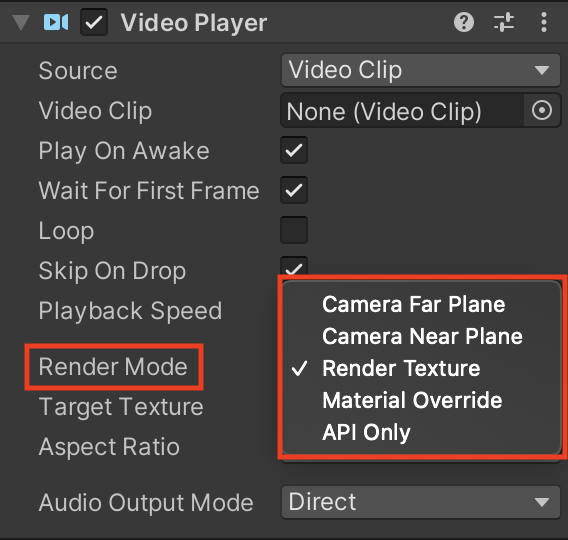 Video Player
Source Video Clip
Video Clip None (Video Clip)
Play On Awake
Wait For First Frame
Loop
Skip On Drop
Playback Speed
Camera Far Plane
Camera Near Plane
Render Mode Render Texture
Target Texture Material Override
Aspect Ratio API Only
Audio Output Mode Direct